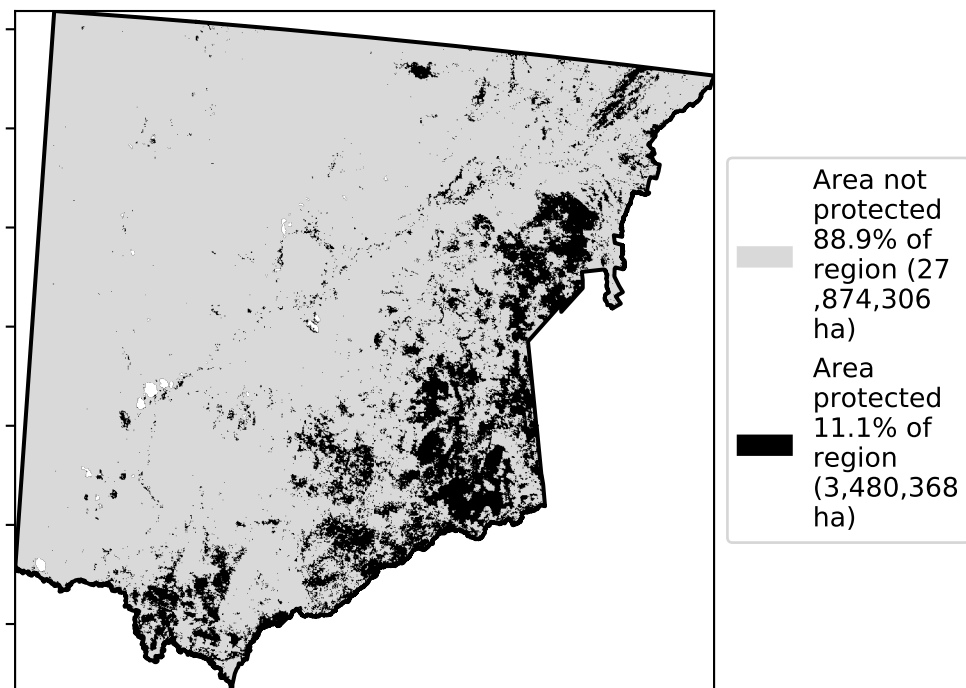 Area not
protected
88.9% of
region (27
,874,306
ha)
Area
protected
11.1% of
region
(3,480,368
ha)